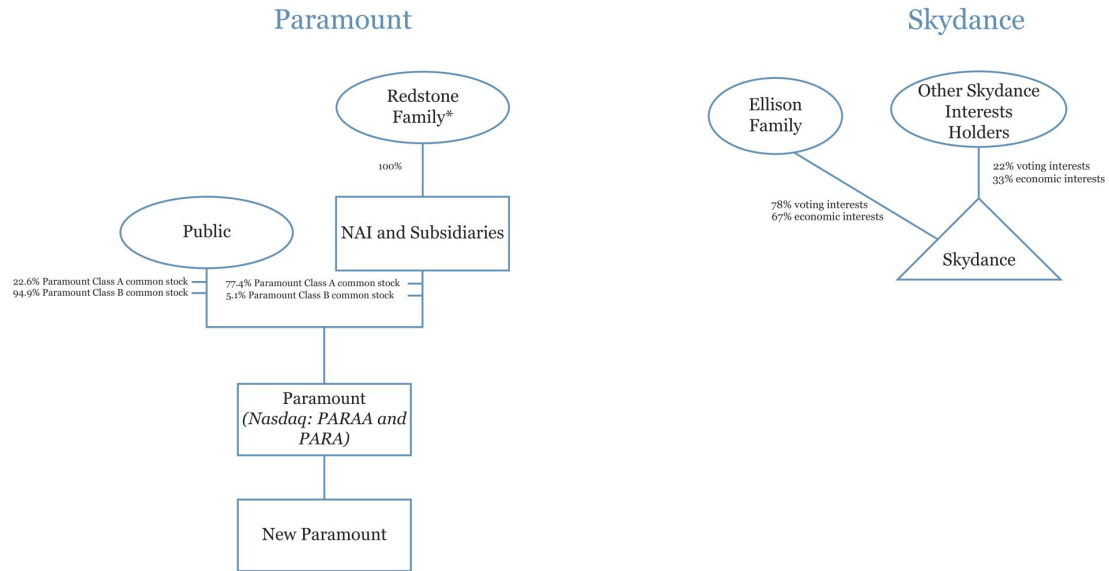 Paramount
Redstone
Family*
100%
Public
NAI and Subsidiaries
22.6% Paramount Class A common stock
94.9% Paramount Class B common stock
77.4% Paramount Class A common stock
5.1% Paramount Class B common stock
Paramount
(Nasdaq: PARAA and
PARA)
New Paramount
Skydance
Ellison
Family
Other Skydance
Interests
Holders
22% voting interests
33% economic interests
78% voting interests
67% economic interests
Skydance